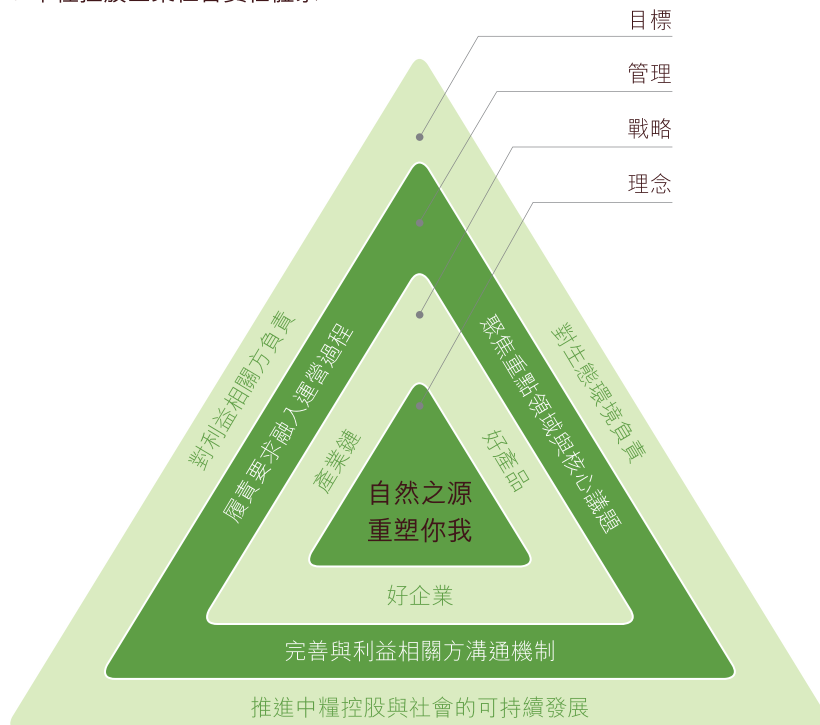 目標
管理
戰略
理念
對利益相關方負責
對生態環境負責
履責要求融入運營過程
聚焦重點領域與核心議題
產業鏈
好產品
自然之源
重塑你我
好企業
完善與利益相關方溝通機制
推進中糧控股與社會的可持續發展